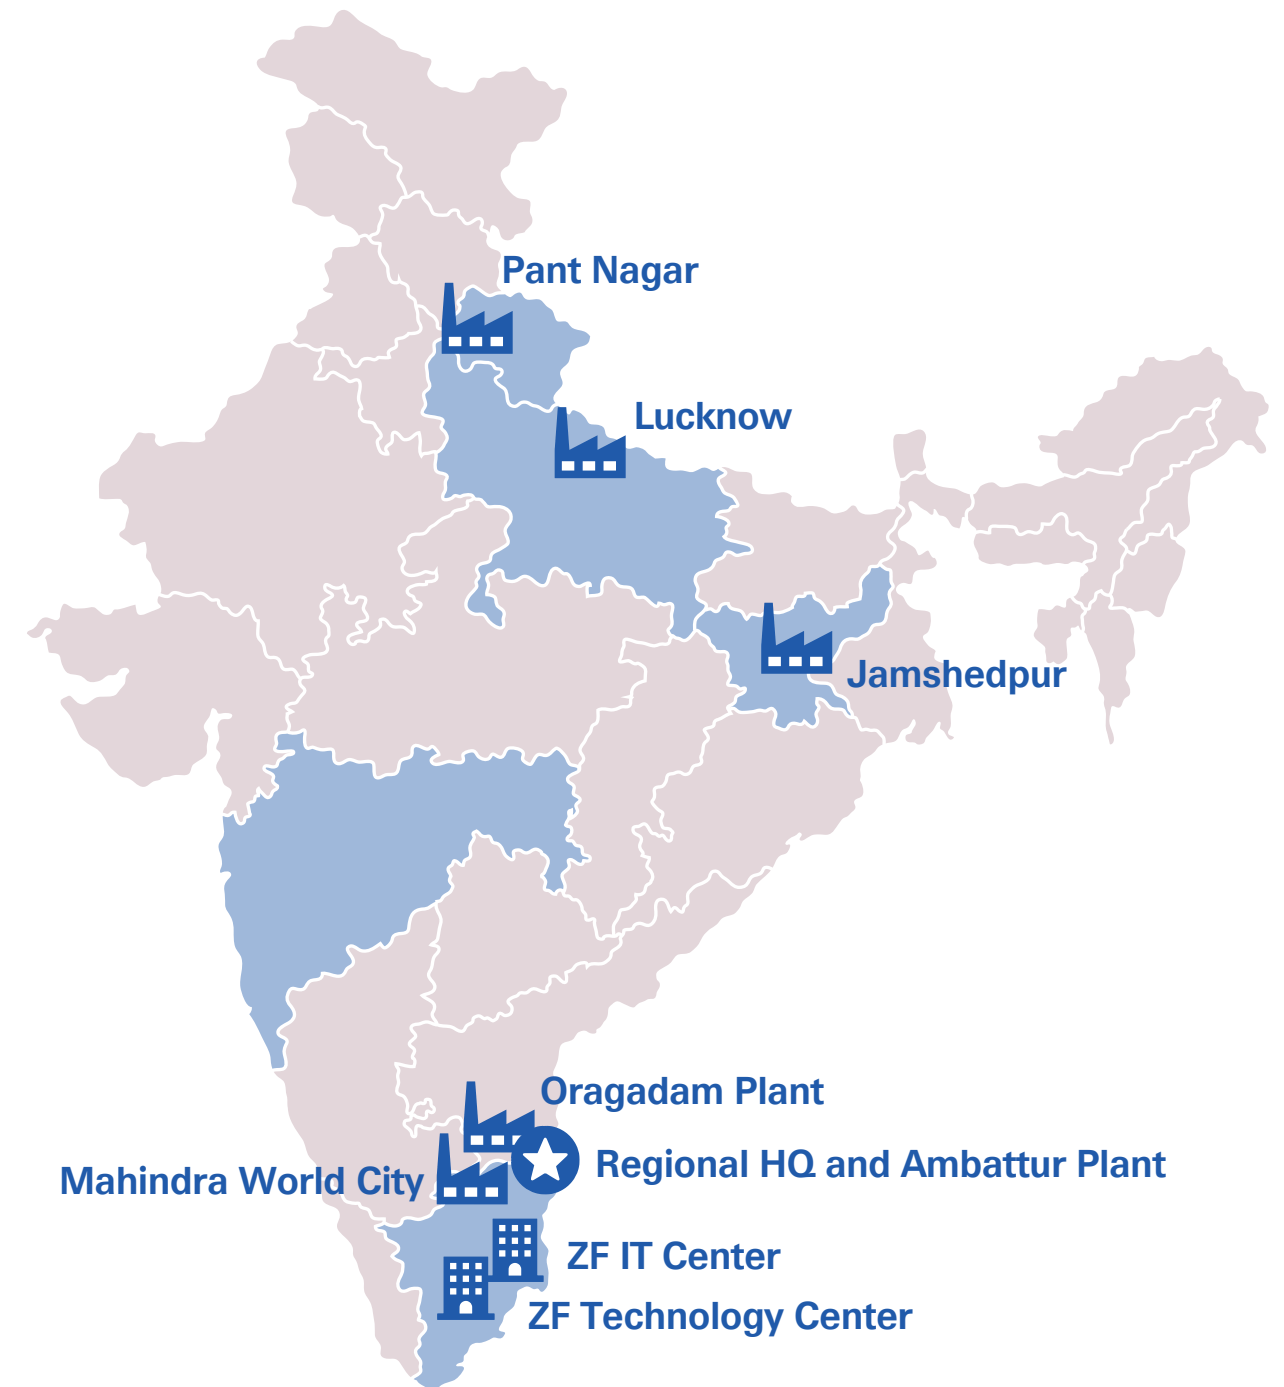 Pant Nagar
Lucknow
Jamshedpur
Oragadam Plant
Regional HQ and Ambattur Plant
Mahindra World City
ZF IT Center
ZF Technology Center